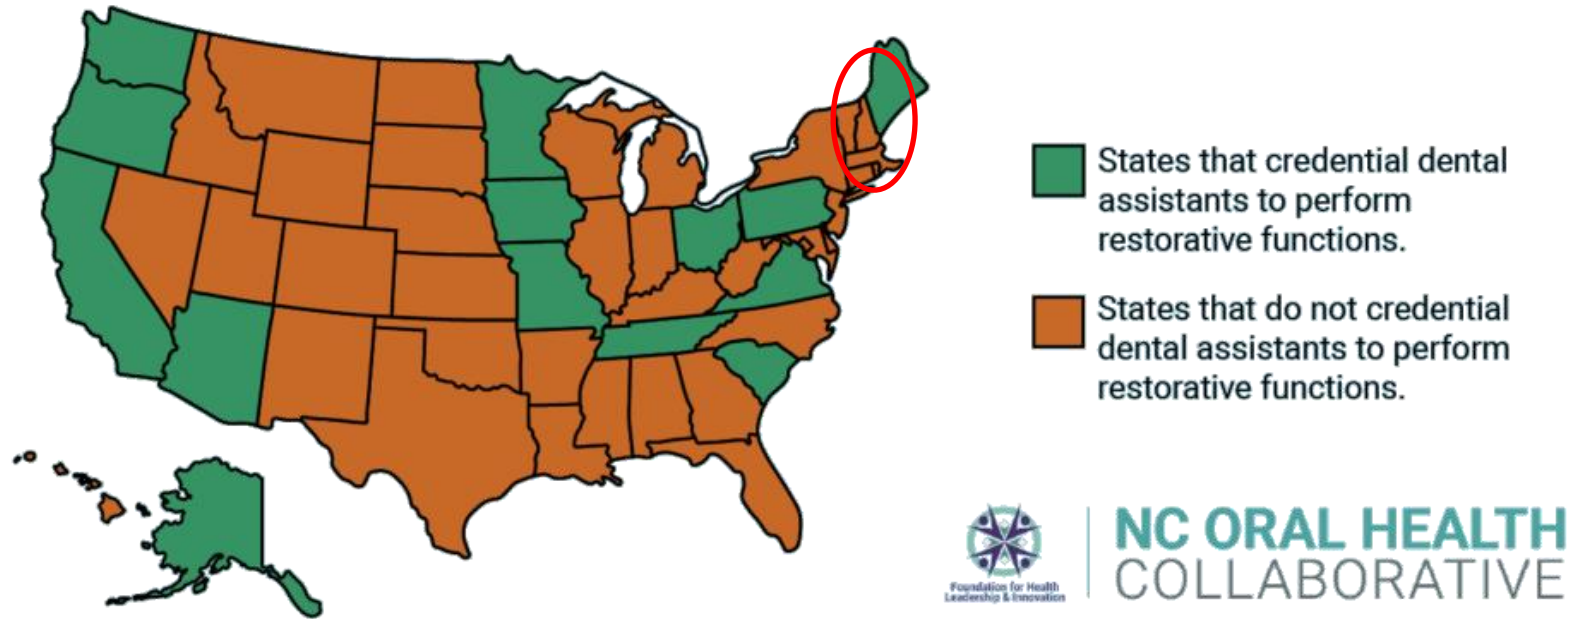 States that credential dental
assistants to perform
restorative functions.
States that do not credential
dental assistants to perform
restorative functions.
Foundation for Health
Leadership & Innovation
NC ORAL HEALTH
COLLABORATIVE